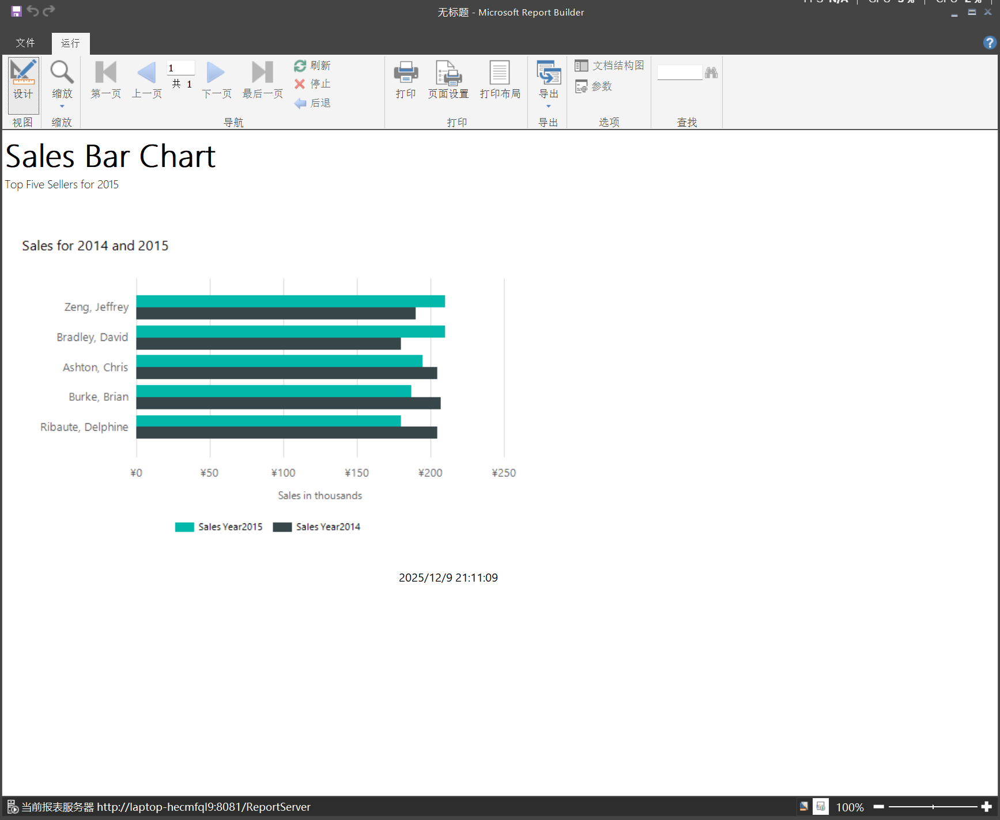 无标题 - Microsoft Report Builder
文件
运行
设计
视图
缩放
缩放
第一页
上一页
1
共 1
下一页
最后一页
刷新
停止
后退
导航
打印
页面设置
打印布局
打印
导出
导出
文档结构图
参数
选项
查找
Sales Bar Chart
Top Five Sellers for 2015
Sales for 2014 and 2015
Zeng, Jeffrey
Bradley, David
Ashton, Chris
Burke, Brian
Ribaute, Delphine
¥0 ¥50 ¥100 ¥150 ¥200 ¥250
Sales in thousands
Sales Year2015 Sales Year2014
2025/12/9 21:11:09
当前报表服务器 http://laptop-hecmfql9:8081/ReportServer
100%